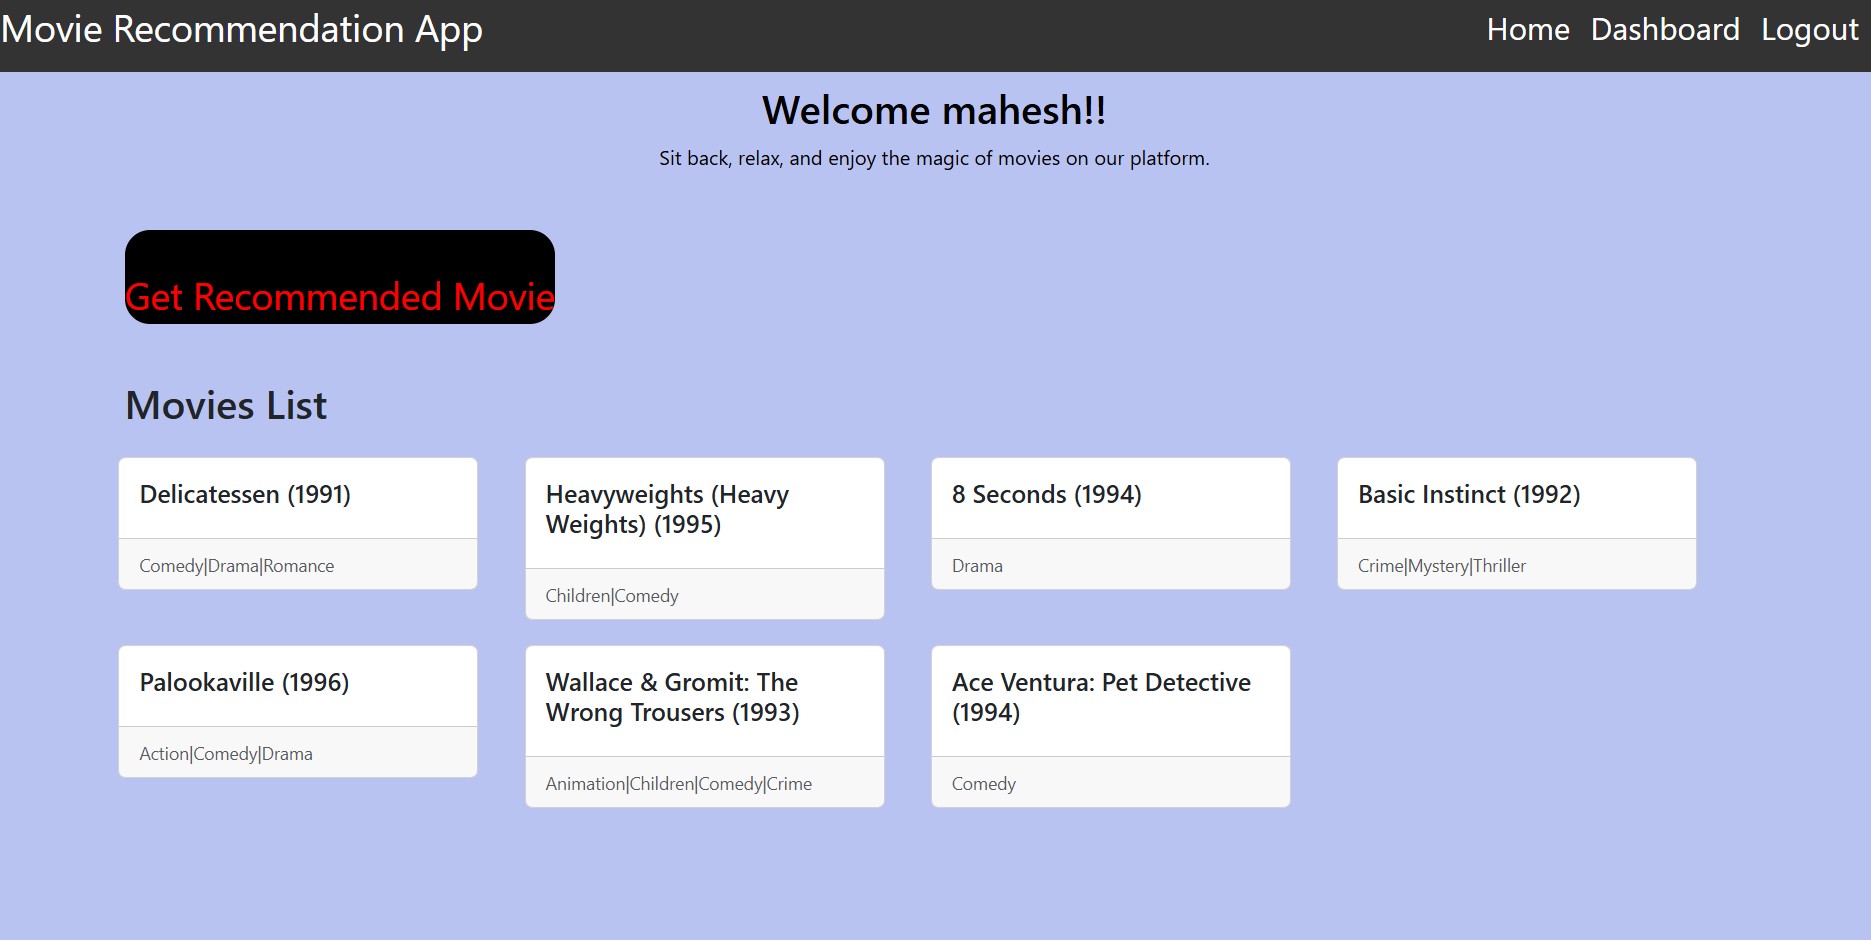 Movie Recommendation App
Home Dashboard Logout
Welcome mahesh!!
Sit back, relax, and enjoy the magic of movies on our platform.
Get Recommended Movie
Movies List
Delicatessen (1991)
Comedy|Drama|Romance
Heavyweights (Heavy
Weights) (1995)
Children|Comedy
8 Seconds (1994)
Drama
Basic Instinct (1992)
Crime|Mystery|Thriller
Palookaville (1996)
Action|Comedy|Drama
Wallace & Gromit: The
Wrong Trousers (1993)
Animation|Children|Comedy|Crime
Ace Ventura: Pet Detective
(1994)
Comedy